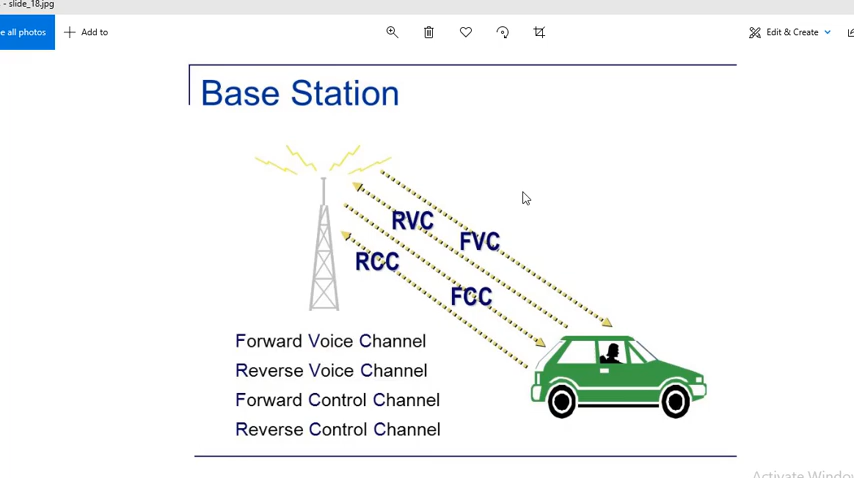 - slide_18.jpg
e all photos
Add to
Edit & Create
Base Station
RVC
FVC
RCC
FCC
Forward Voice Channel
Reverse Voice Channel
Forward Control Channel
Reverse Control Channel
Activate Window